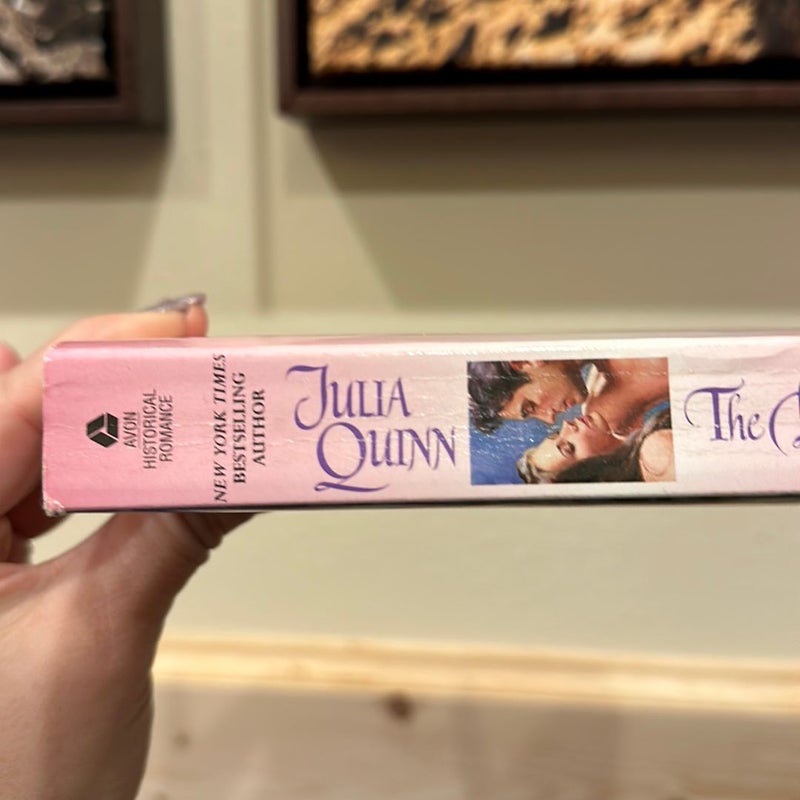 AVON
HISTORICAL
ROMANCE
NEW YORK TIMES
BESTSELLING
AUTHOR
JULIA
QUINN
The